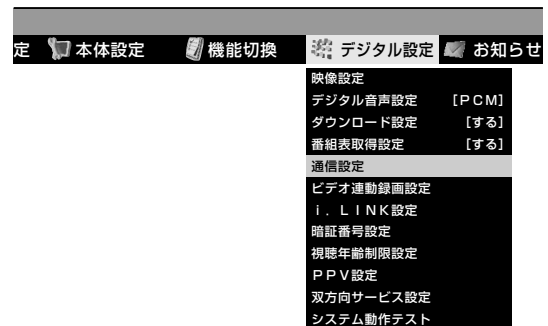 定 本体設定 機能切換 デジタル設定 お知らせ
映像設定
デジタル音声設定 [PCM]
ダウンロード設定 [する]
番組表取得設定 [する]
通信設定
ビデオ連動録画設定
i.LINK設定
暗証番号設定
視聴年齢制限設定
PPV設定
双方向サービス設定
システム動作テスト